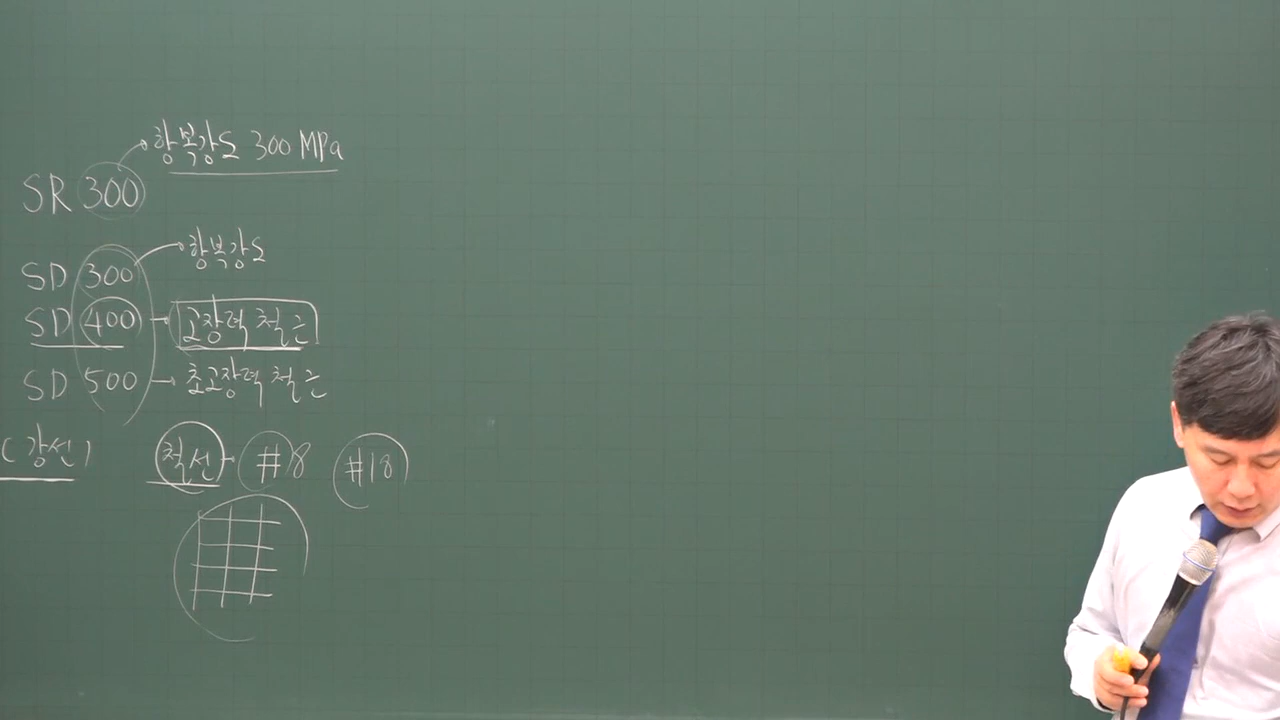 항복강도 300 MPa
SR 300
항복강도
SD 300
SD 400 고장력 철근
SD 500 초고장력 철근
(강선) 철선 #8 #18